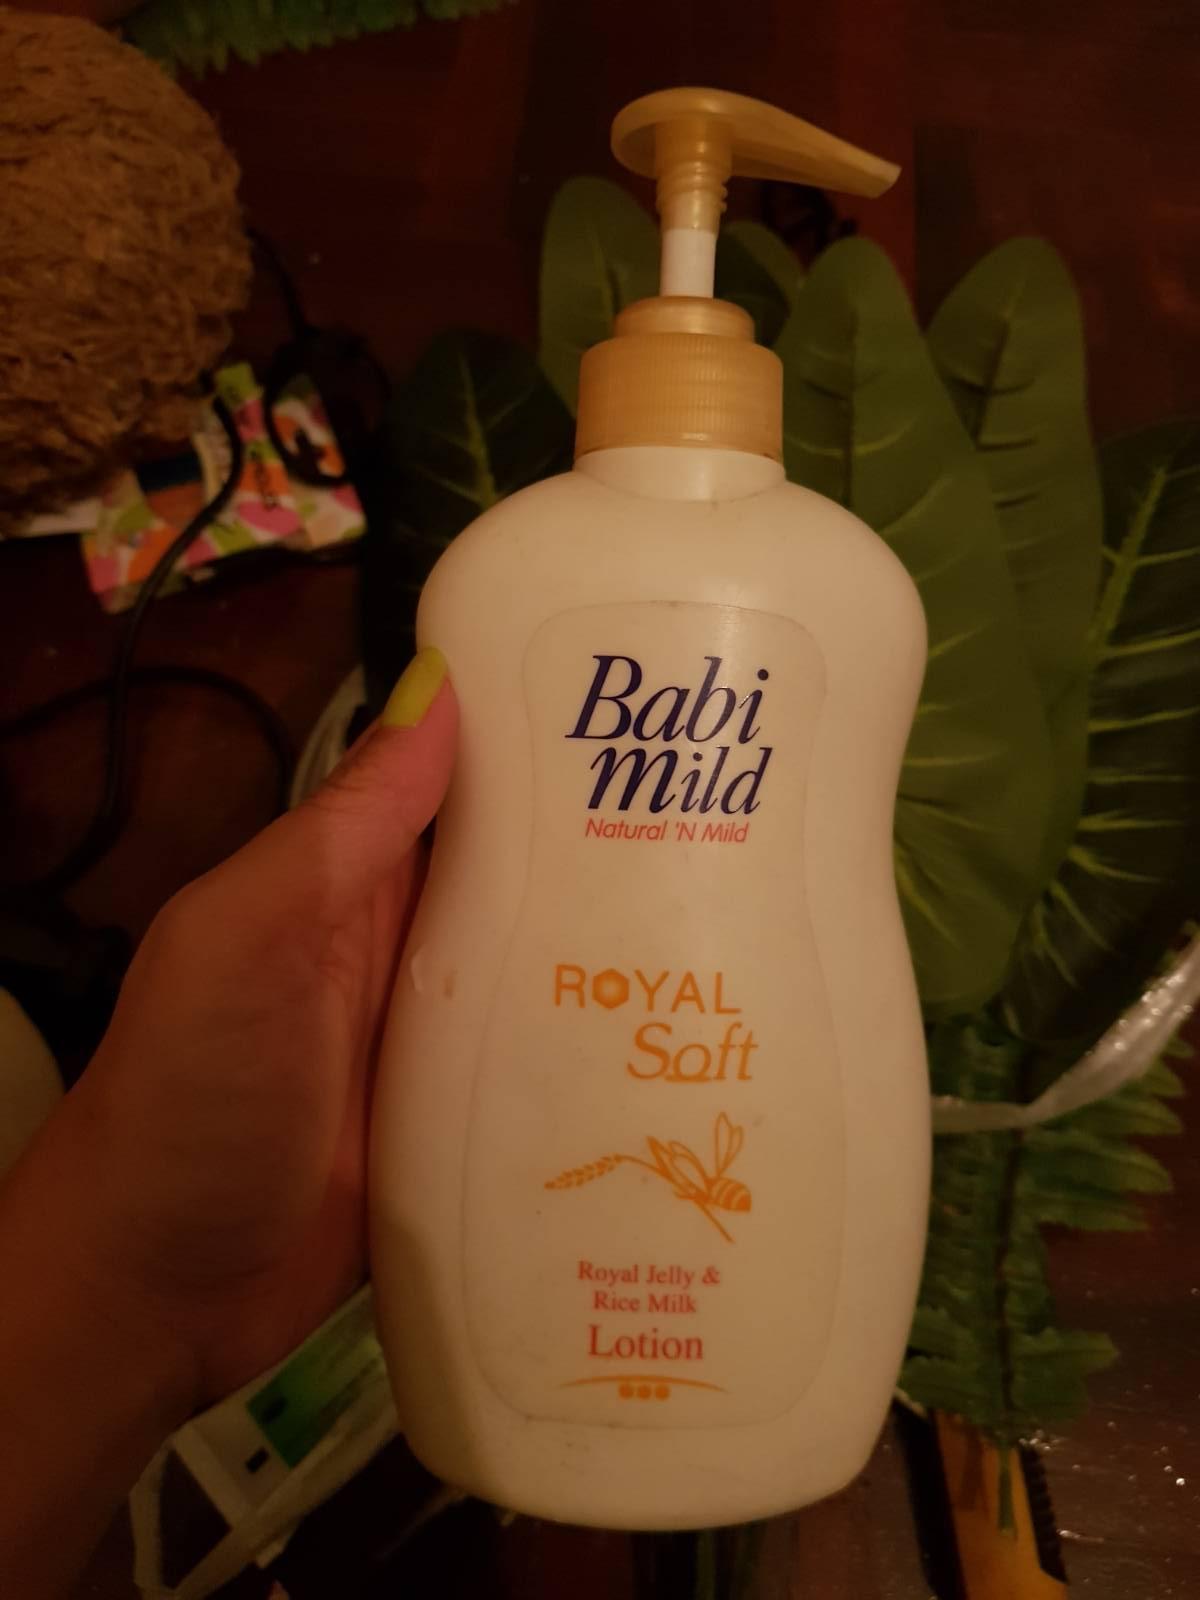 Babi
Mild
Natural 'N Mild
ROYAL
Soft
Royal Jelly &
Rice Milk
Lotion